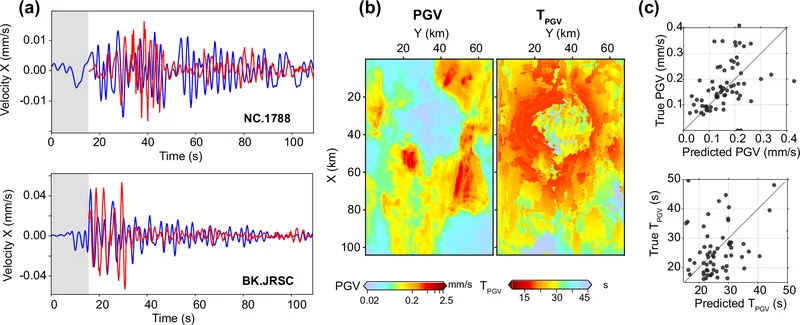 (a)
Velocity X (mm/s)
0.01
0.00
-0.01
NC.1788
0 20 40 60 80 100
Time (s)
Velocity X (mm/s)
0.04
0.00
-0.04
BK.JRSC
0 20 40 60 80 100
Time (s)
(b)
PGV
Y (km)
20 40 60
T_PGV
Y (km)
20 40 60
X (km)
20
40
60
80
100
PGV mm/s
0.02 0.2 2.5
T_PGV s
15 30 45
(c)
True PGV (mm/s)
0.4
0.3
0.2
0.1
0.0 0.1 0.2 0.3 0.4
Predicted PGV (mm/s)
True T_PGV (s)
50
40
30
20
20 30 40 50
Predicted T_PGV (s)